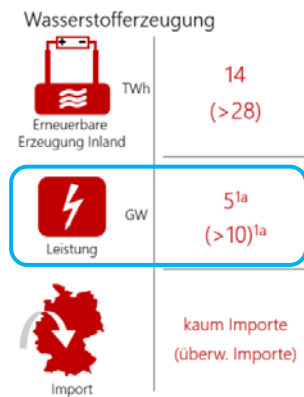 Wasserstofferzeugung
+ -
TWh
14
(>28)
Erneuerbare
Erzeugung Inland
GW
5¹ᵃ
(>10)¹ᵃ
Leistung
kaum Importe
(überw. Importe)
Import